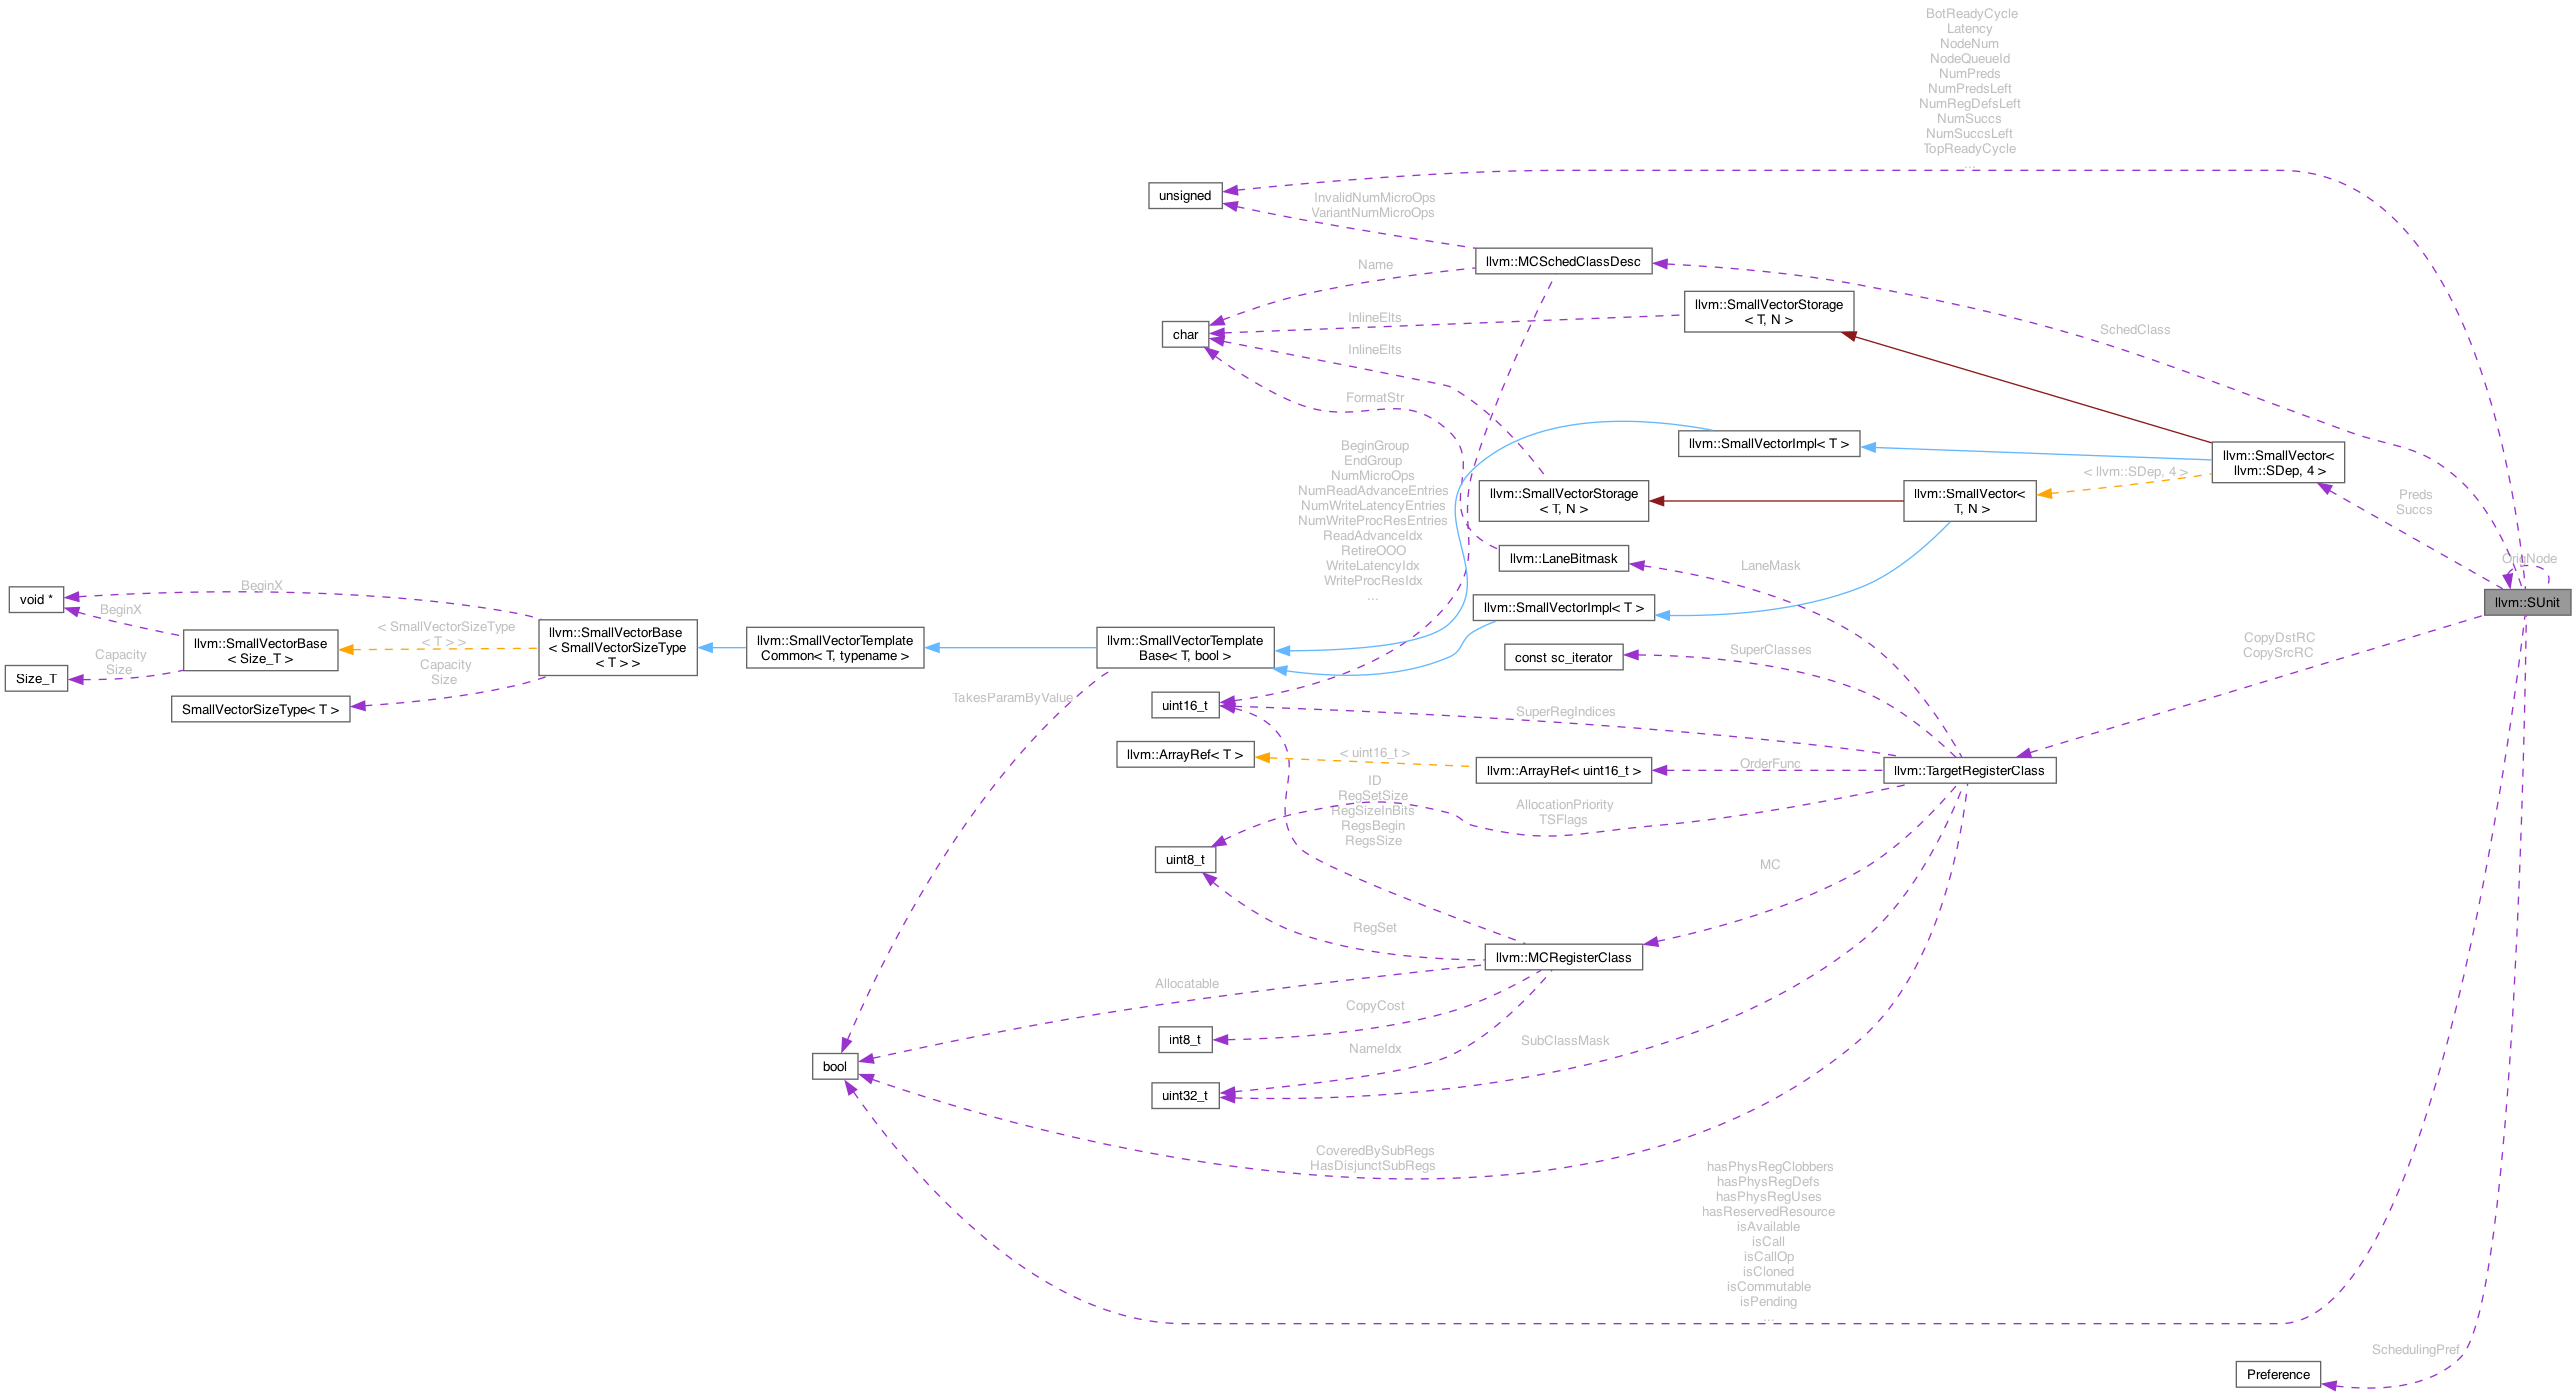 BotReadyCycle
Latency
NodeNum
NodeQueueId
NumPreds
NumPredsLeft
NumRegDefsLeft
NumSuccs
NumSuccsLeft
TopReadyCycle
...
unsigned
InvalidNumMicroOps
VariantNumMicroOps
llvm::MCSchedClassDesc
Name
llvm::SmallVectorStorage
< T, N >
InlineElts
char
SchedClass
InlineElts
FormatStr
llvm::SmallVectorImpl< T >
llvm::SmallVector<
llvm::SDep, 4 >
< llvm::SDep, 4 >
BeginGroup
EndGroup
NumMicroOps
NumReadAdvanceEntries
NumWriteLatencyEntries
NumWriteProcResEntries
ReadAdvanceIdx
RetireOOO
WriteLatencyIdx
WriteProcResIdx
...
llvm::SmallVectorStorage
< T, N >
llvm::SmallVector<
T, N >
Preds
Succs
llvm::LaneBitmask
LaneMask
OrigNode
llvm::SUnit
void *
BeginX
BeginX
llvm::SmallVectorImpl< T >
llvm::SmallVectorBase
< Size_T >
< SmallVectorSizeType
< T > >
llvm::SmallVectorBase
< SmallVectorSizeType
< T > >
llvm::SmallVectorTemplate
Common< T, typename >
llvm::SmallVectorTemplate
Base< T, bool >
const sc_iterator
SuperClasses
CopyDstRC
CopySrcRC
Size_T
Capacity
Size
Capacity
Size
SmallVectorSizeType< T >
TakesParamByValue
uint16_t
SuperRegIndices
llvm::ArrayRef< T >
< uint16_t >
llvm::ArrayRef< uint16_t >
OrderFunc
llvm::TargetRegisterClass
ID
RegSetSize
RegSizeInBits
RegsBegin
RegsSize
AllocationPriority
TSFlags
uint8_t
MC
RegSet
llvm::MCRegisterClass
Allocatable
CopyCost
int8_t
NameIdx
SubClassMask
bool
uint32_t
CoveredBySubRegs
HasDisjunctSubRegs
hasPhysRegClobbers
hasPhysRegDefs
hasPhysRegUses
hasReservedResource
isAvailable
isCall
isCallOp
isCloned
isCommutable
isPending
...
SchedulingPref
Preference